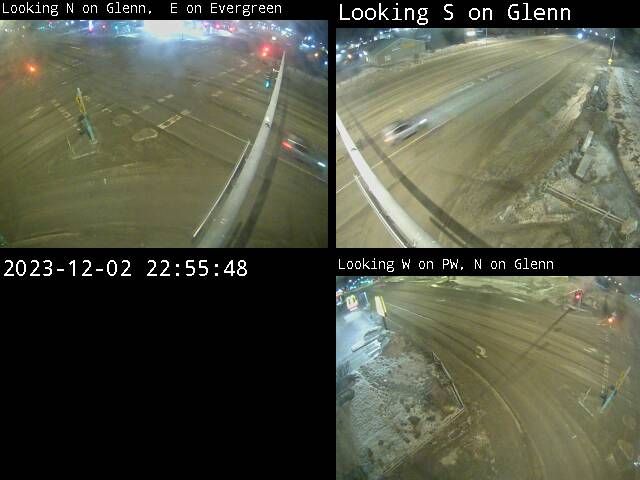 Looking N on Glenn,  E on Evergreen
Looking S on Glenn
2023-12-02 22:55:48
Looking W on PW, N on Glenn